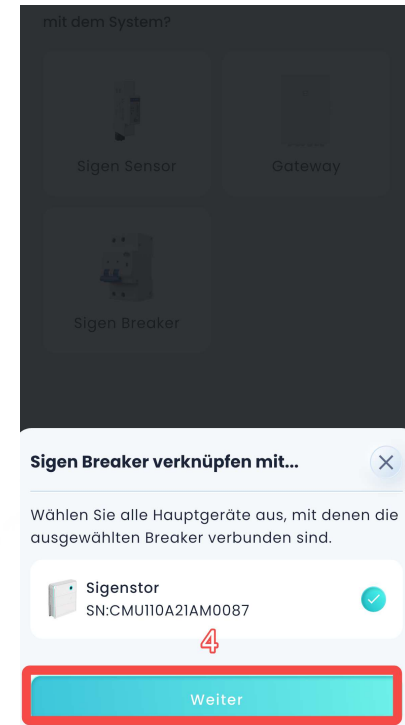 mit dem System?
Sigen Sensor
Gateway
Sigen Breaker
Sigen Breaker verknüpfen mit...
Wählen Sie alle Hauptgeräte aus, mit denen die
ausgewählten Breaker verbunden sind.
Sigenstor
SN:CMU110A21AM0087
4
Weiter